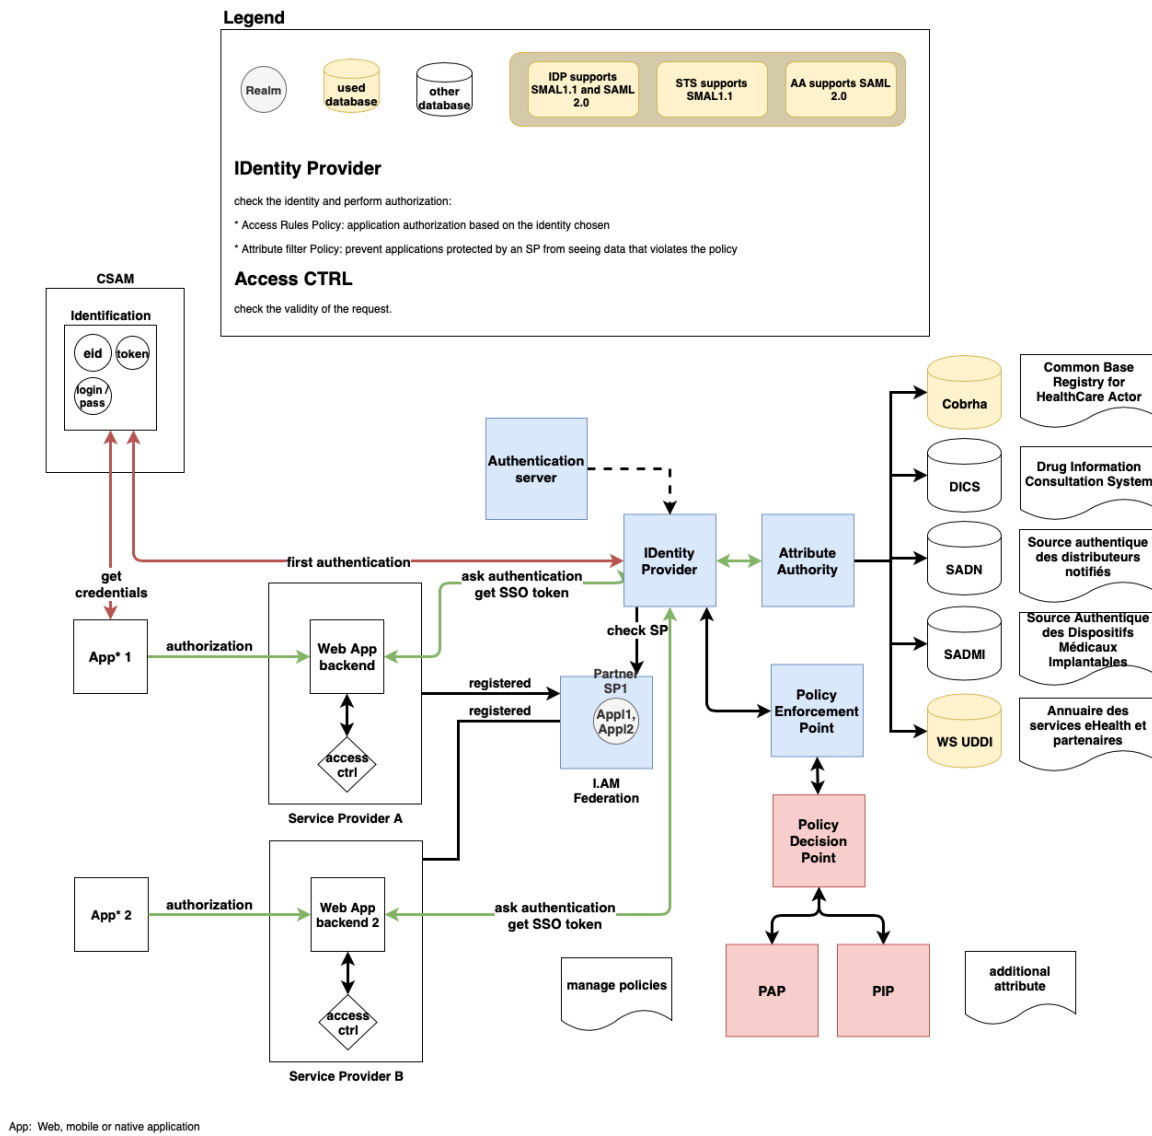 Legend
Realm
used
database
other
database
IDP supports
SMAL1.1 and SAML
2.0
STS supports
SMAL1.1
AA supports SAML
2.0
IDentity Provider
check the identity and perform authorization:
* Access Rules Policy: application authorization based on the identity chosen
* Attribute filter Policy: prevent applications protected by an SP from seeing data that violates the policy
Access CTRL
check the validity of the request.
CSAM
Identification
eid
token
login /
pass
get
credentials
first authentication
ask authentication
get SSO token
App* 1
authorization
Web App
backend
access
ctrl
Service Provider A
registered
registered
Authentication
server
IDentity
Provider
Attribute
Authority
check SP
Partner
SP1
Appl1,
Appl2
I.AM
Federation
Policy
Enforcement
Point
Policy
Decision
Point
PAP
PIP
manage policies
additional
attribute
Cobrha
Common Base
Registry for
HealthCare Actor
DICS
Drug Information
Consultation System
SADN
Source authentique
des distributeurs
notifiés
SADMI
Source Authentique
des Dispositifs
Médicaux
Implantables
WS UDDI
Annuaire des
services eHealth et
partenaires
App* 2
authorization
Web App
backend 2
access
ctrl
Service Provider B
ask authentication
get SSO token
App:  Web, mobile or native application